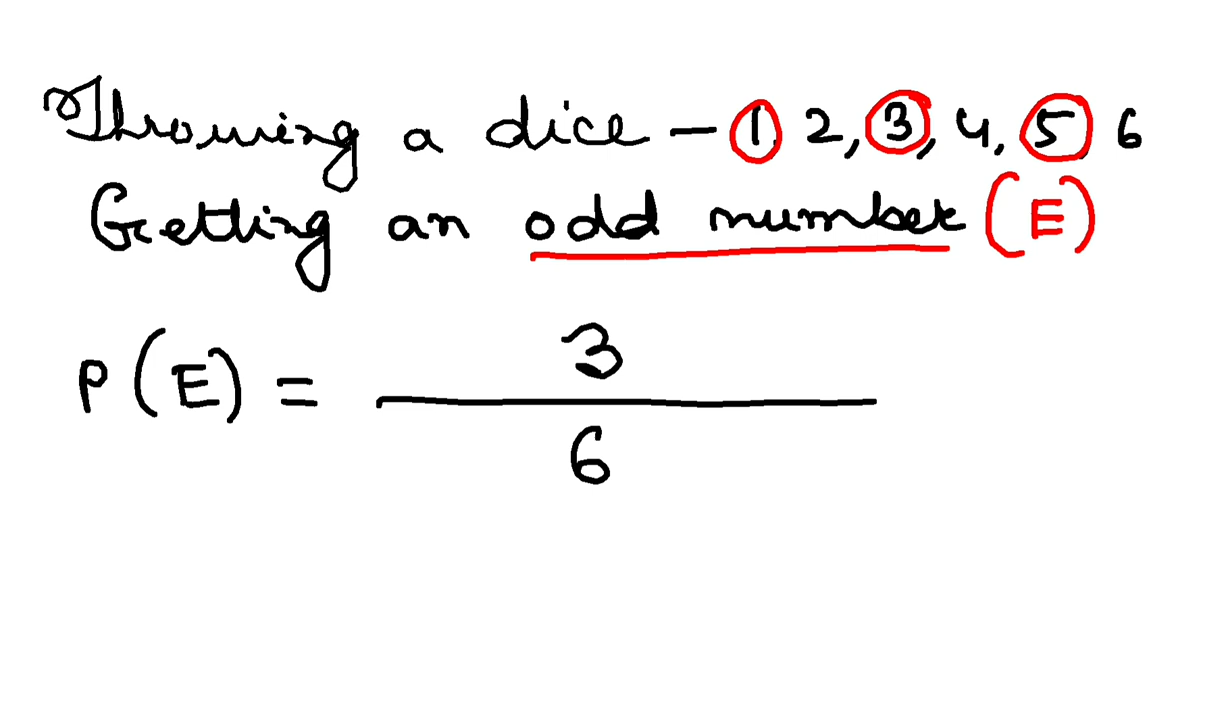 Throwing a dice - 1, 2, 3, 4, 5, 6
Getting an odd number (E)
P(E) = 3/6